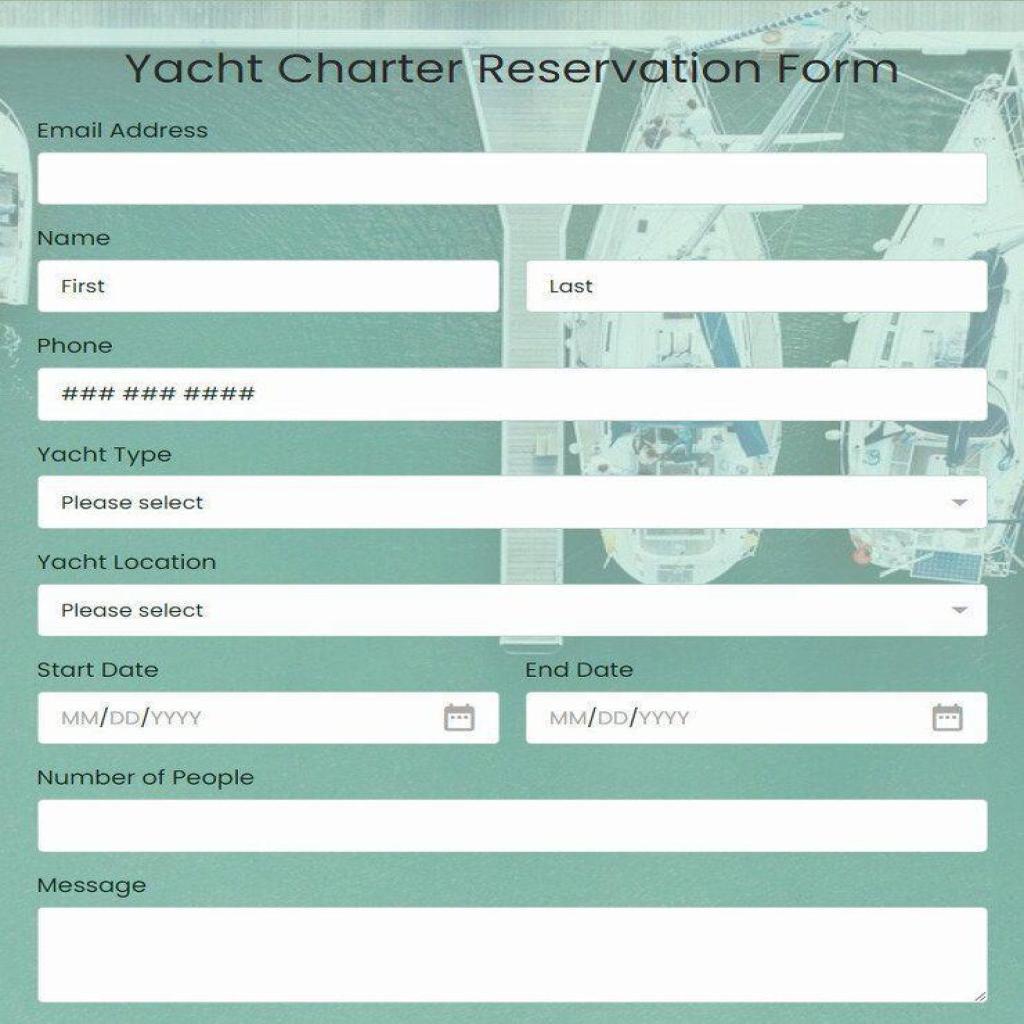 Yacht Charter Reservation Form
Email Address
Name
First Last
Phone
### ### ####
Yacht Type
Please select
Yacht Location
Please select
Start Date End Date
MM/DD/YYYY MM/DD/YYYY
Number of People
Message